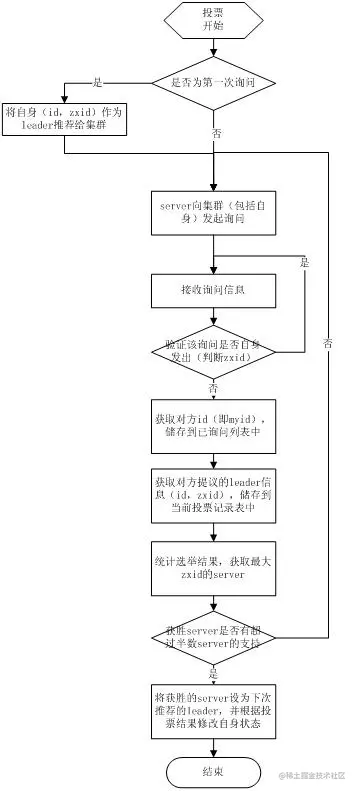 投票
开始
是否为第一次询问
是
将自身（id，zxid）作为
leader推荐给集群
否
server向集群（包括自
身）发起询问
是
接收询问信息
否
验证该询问是否自身
发出（判断zxid）
否
获取对方id（即myid），
储存到已询问列表中
获取对方提议的leader信
息（id，zxid），储存到
当前投票记录表中
统计选举结果，获取最大
zxid的server
获胜server是否有超
过半数server的支持
是
将获胜的server设为下次
推荐的leader，并根据投
票结果修改自身状态
结束
@稀土掘金技术社区